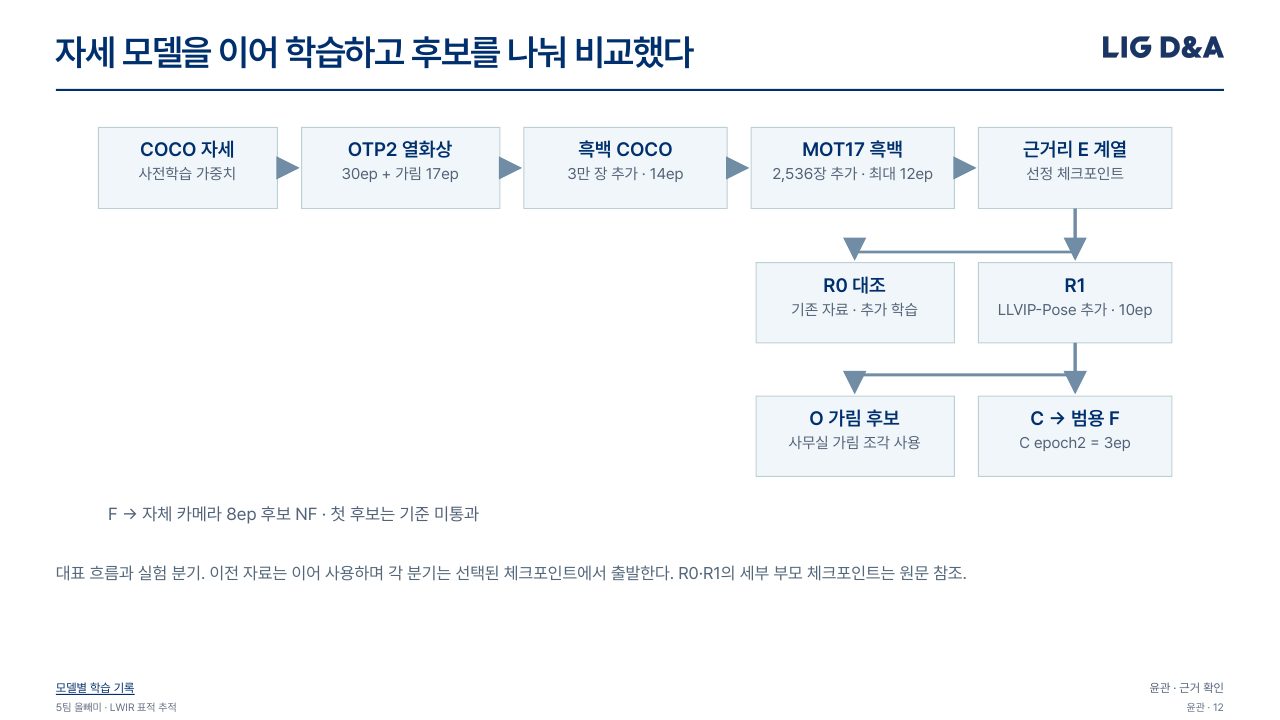 자세 모델을 이어 학습하고 후보를 나눠 비교했다
LIG D&A
COCO 자세
사전학습 가중치
OTP2 열화상
30ep + 가림 17ep
흑백 COCO
3만 장 추가 · 14ep
MOT17 흑백
2,536장 추가 · 최대 12ep
근거리 E 계열
선정 체크포인트
R0 대조
기존 자료 · 추가 학습
R1
LLVIP-Pose 추가 · 10ep
O 가림 후보
사무실 가림 조각 사용
C → 범용 F
C epoch2 = 3ep
F → 자체 카메라 8ep 후보 NF · 첫 후보는 기준 미통과
대표 흐름과 실험 분기. 이전 자료는 이어 사용하며 각 분기는 선택된 체크포인트에서 출발한다. R0·R1의 세부 부모 체크포인트는 원문 참조.
모델별 학습 기록
5팀 올빼미 · LWIR 표적 추적
윤관 · 근거 확인
윤관 · 12